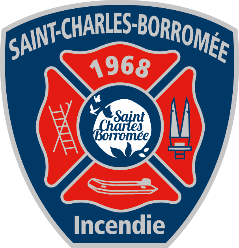 SAINT-CHARLES-BORROMÉE
1968
Saint
Charles
Borromée
Incendie